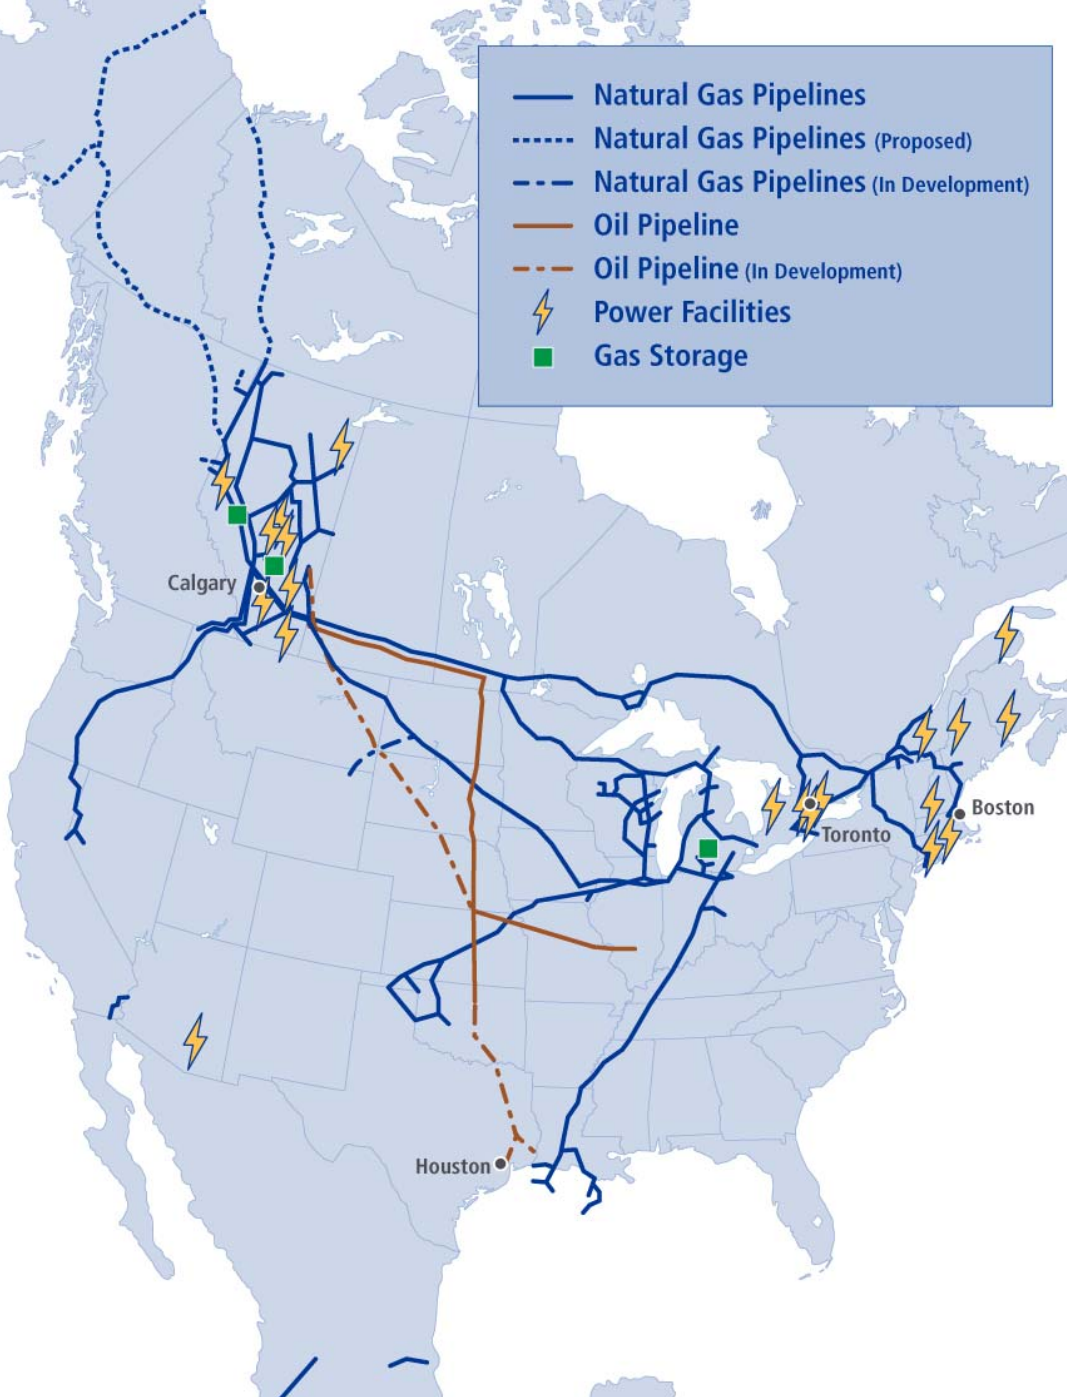 Natural Gas Pipelines
Natural Gas Pipelines (Proposed)
Natural Gas Pipelines (In Development)
Oil Pipeline
Oil Pipeline (In Development)
Power Facilities
Gas Storage
Calgary
Boston
Toronto
Houston